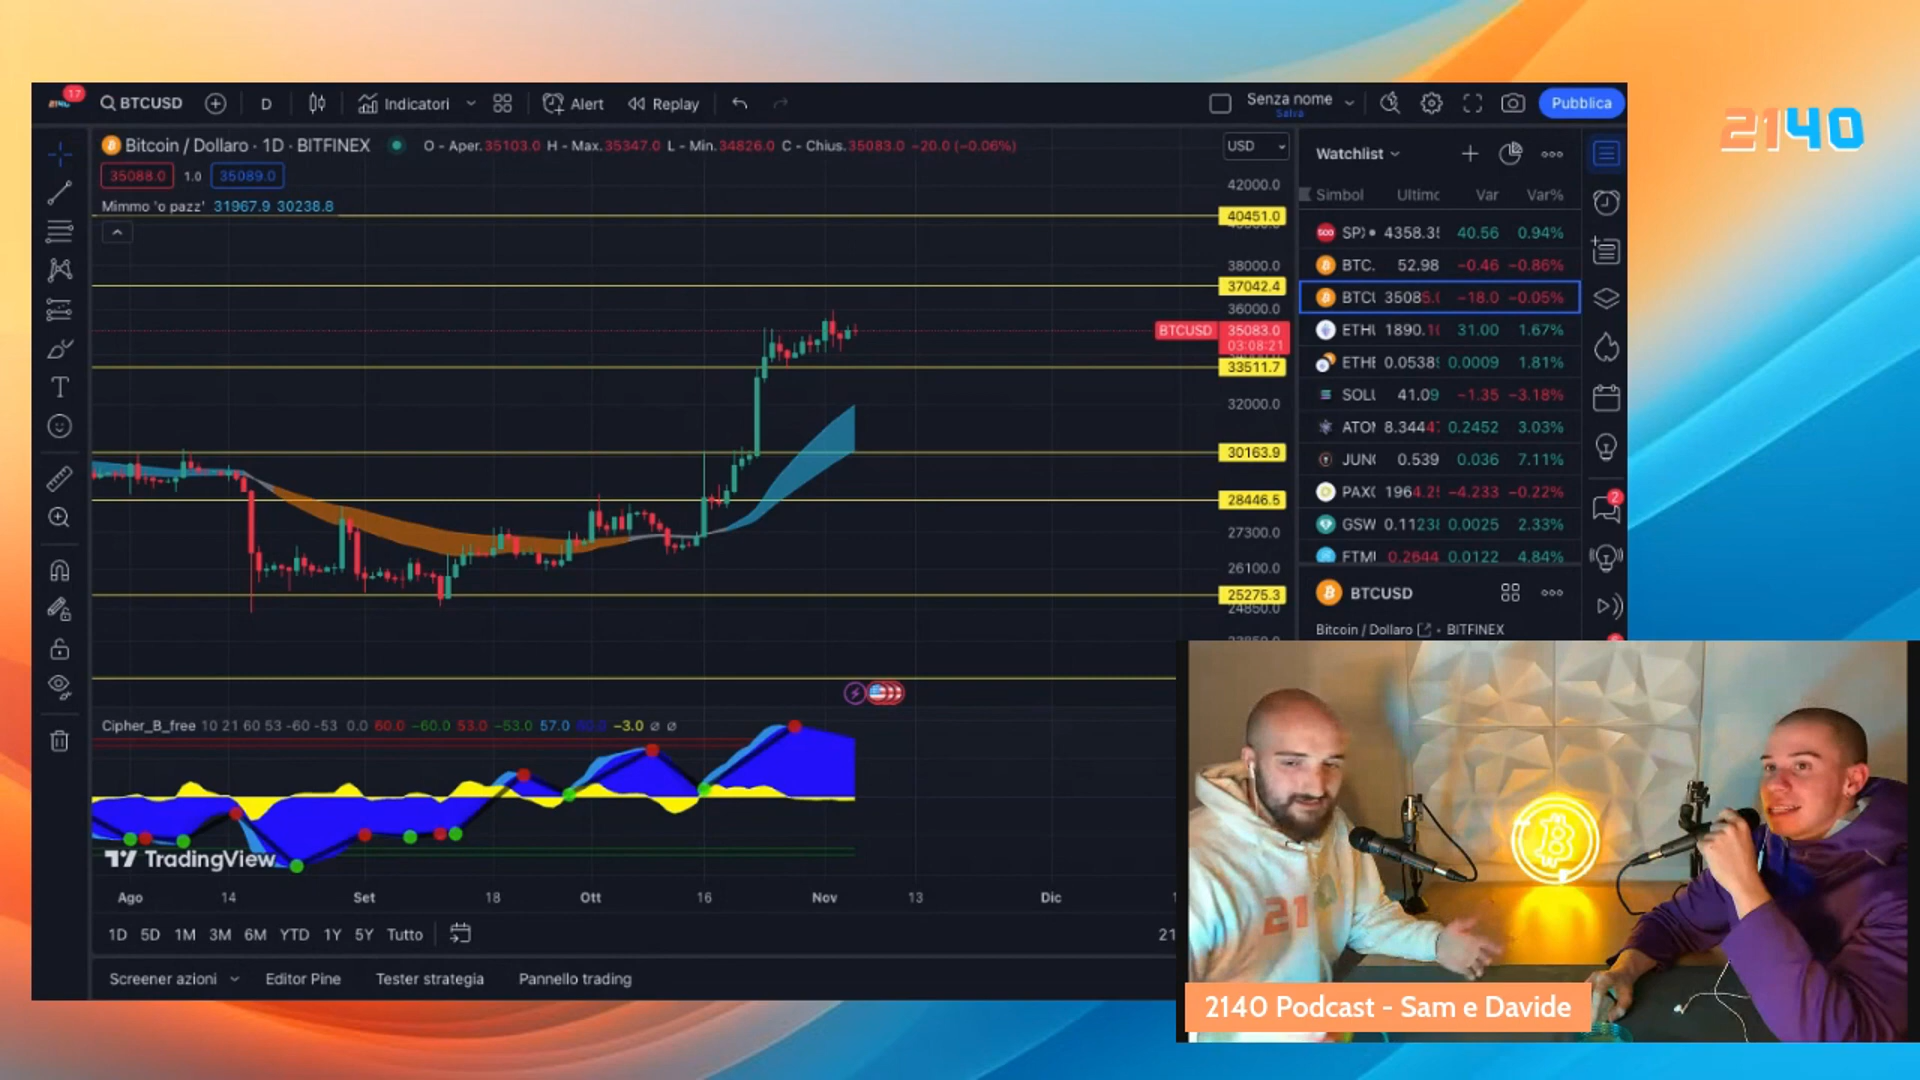 17
BTCUSD
D
Indicatori
Alert
Replay
Senza nome
Salva
Pubblica
2140
Bitcoin / Dollaro · 1D · BITFINEX
O - Aper.35103.0 H - Max.35347.0 L - Min.34826.0 C - Chius.35083.0 −20.0 (−0.06%)
35088.0 1.0 35089.0
Mimmo 'o pazz' 31967.9 30238.8
USD
42000.0
40451.0
38000.0
37042.4
36000.0
BTCUSD 35083.0
03:08:21
33511.7
32000.0
30163.9
28446.5
27300.0
26100.0
25275.3
24850.0
Watchlist
Simbol Ultimo Var Var%
SP 4358.3 40.56 0.94%
BTC. 52.98 −0.46 −0.86%
BTC 35085. −18.0 −0.05%
ETH 1890.1 31.00 1.67%
ETH 0.0538 0.0009 1.81%
SOL 41.09 −1.35 −3.18%
ATO 8.344 0.2452 3.03%
JUN 0.539 0.036 7.11%
PAX 1964.2 −4.233 −0.22%
GSW 0.1123 0.0025 2.33%
FTM 0.2644 0.0122 4.84%
2
BTCUSD
Bitcoin / Dollaro • BITFINEX
Cipher_B_free 10 21 60 53 −60 −53 0.0 60.0 −60.0 53.0 −53.0 57.0 −3.0 ∅ ∅
TradingView
Ago 14 Set 18 Ott 16 Nov 13 Dic
1D 5D 1M 3M 6M YTD 1Y 5Y Tutto
21
Screener azioni Editor Pine Tester strategia Pannello trading
21
2140 Podcast - Sam e Davide